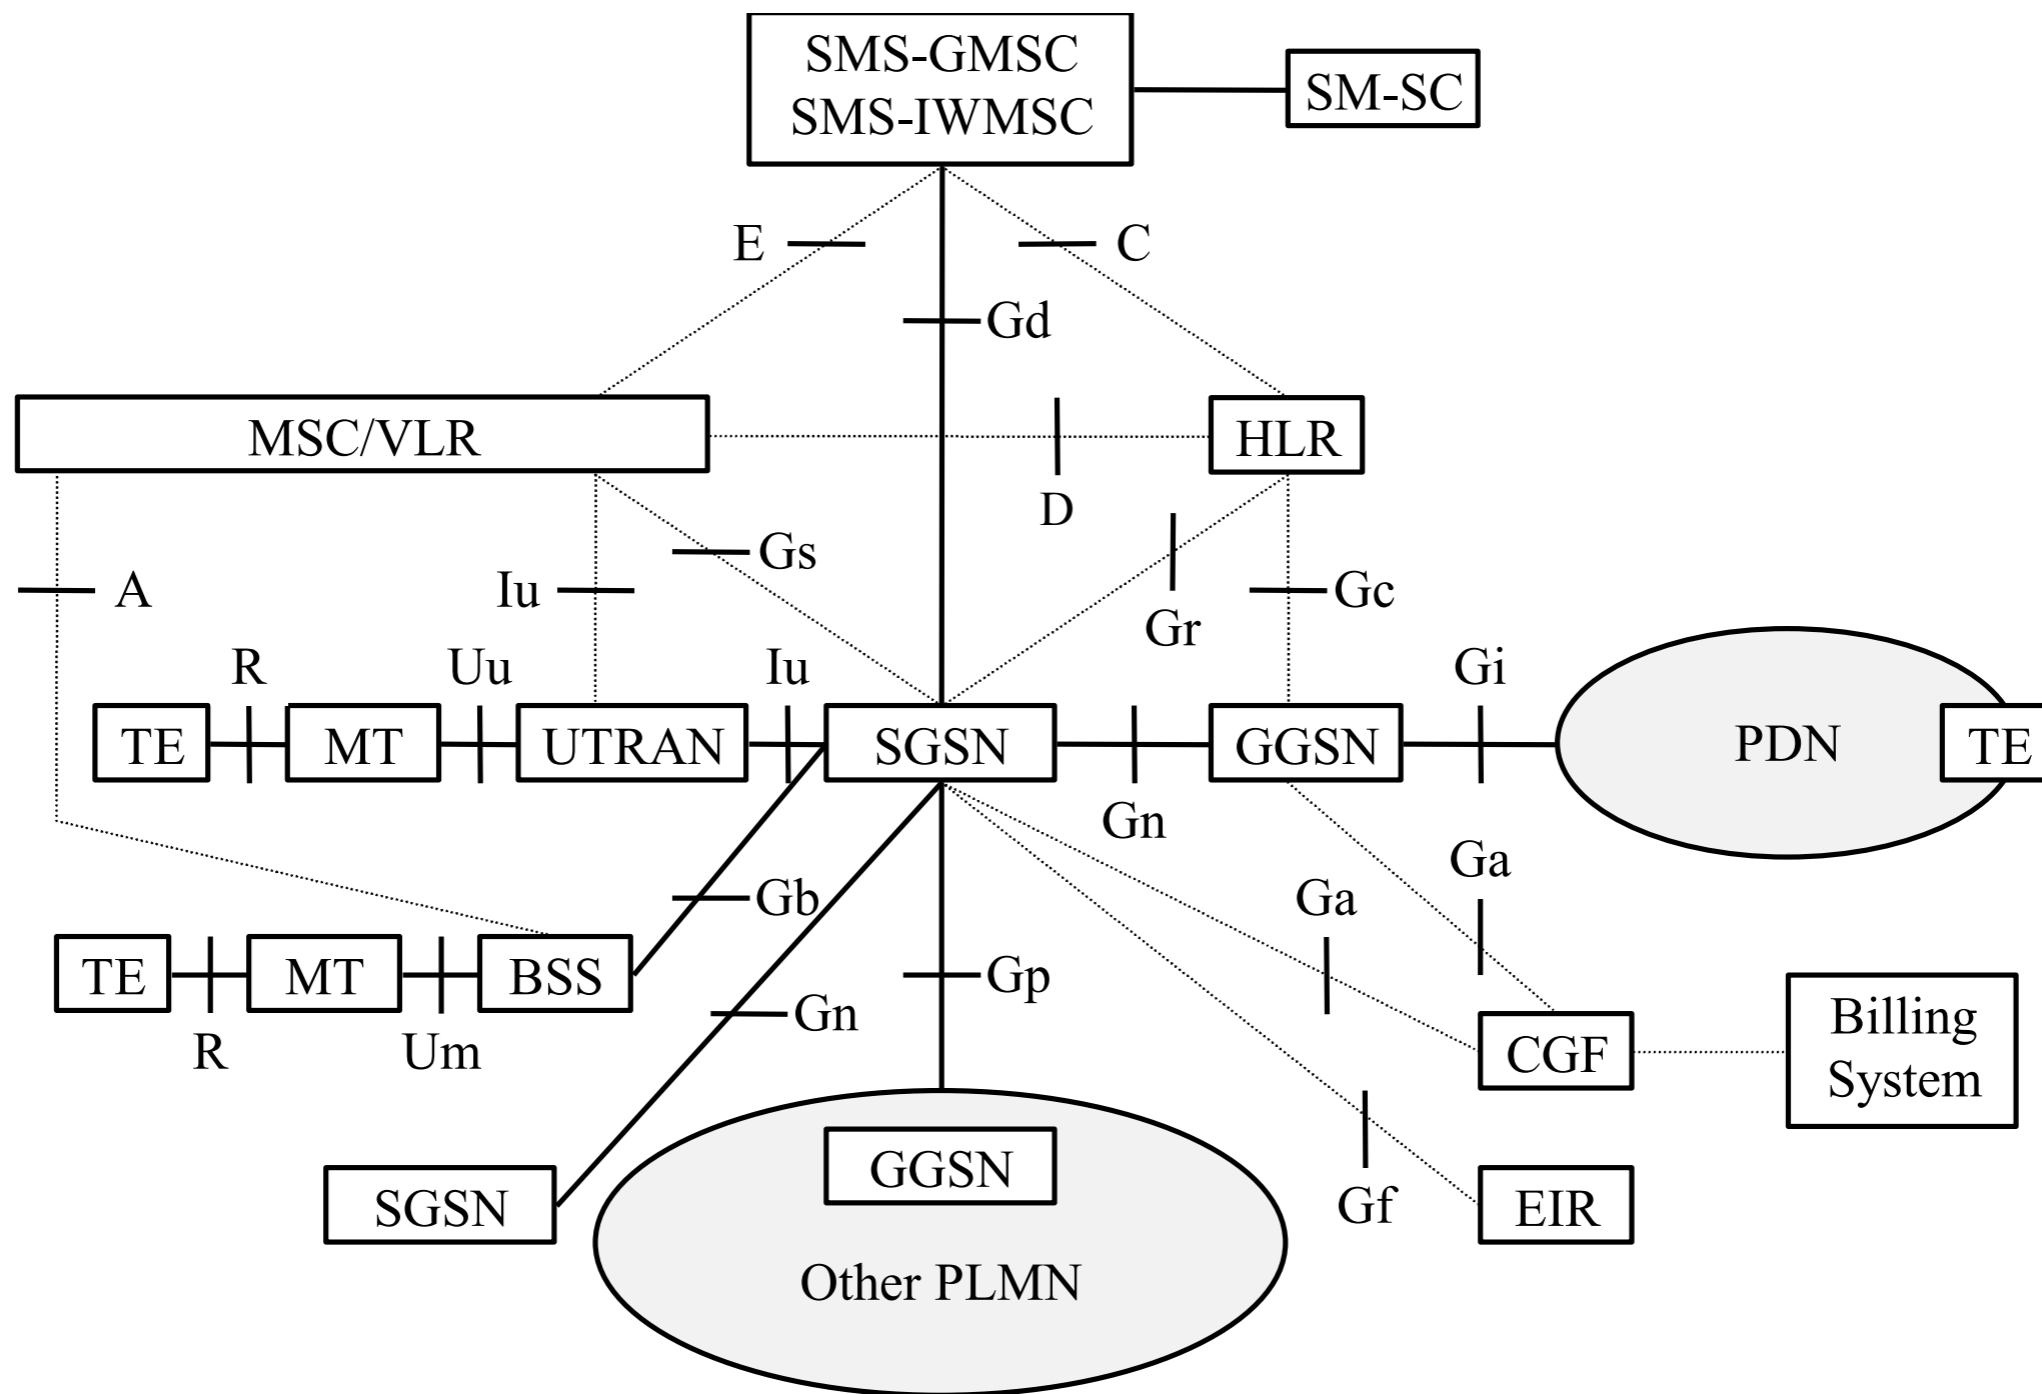 SMS-GMSC
SMS-IWMSC
SM-SC
E
C
Gd
MSC/VLR
HLR
D
Gs
A
Iu
Gc
Gr
R
Uu
Iu
Gi
TE
MT
UTRAN
SGSN
GGSN
PDN
TE
Gn
Ga
Gb
Ga
TE
MT
BSS
Gp
Gn
R
Um
CGF
Billing
System
GGSN
SGSN
Gf
EIR
Other PLMN